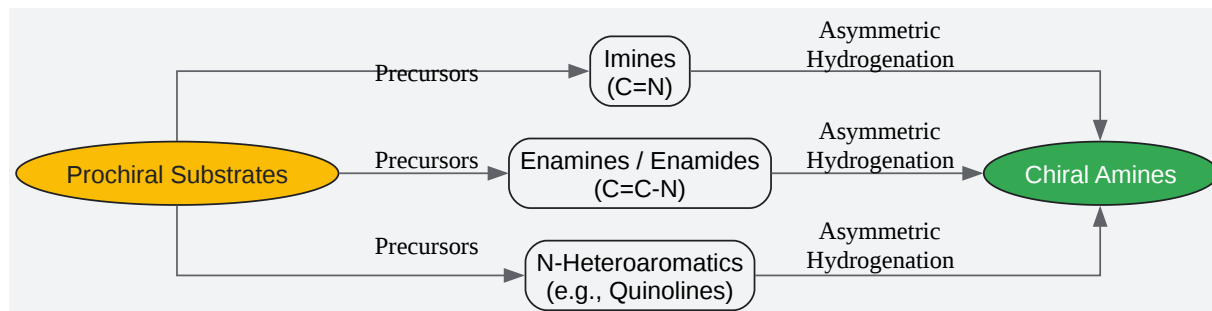 Asymmetric
Hydrogenation
Imines
(C=N)
Precursors
Prochiral Substrates
Precursors
Enamines / Enamides
(C=C-N)
Asymmetric
Hydrogenation
Chiral Amines
Precursors
N-Heteroaromatics
(e.g., Quinolines)
Asymmetric
Hydrogenation